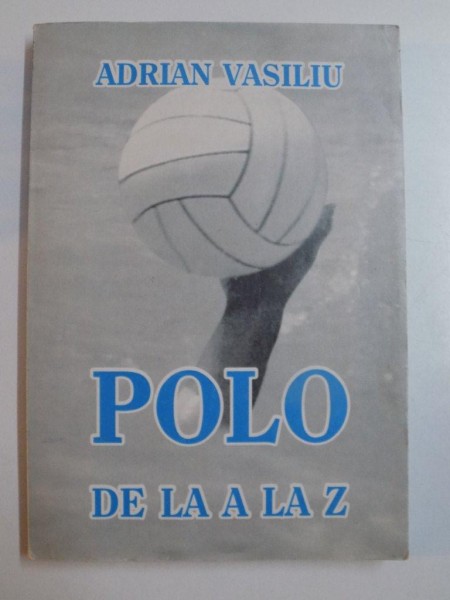 ADRIAN VASILIU
POLO
DE LA A LA Z